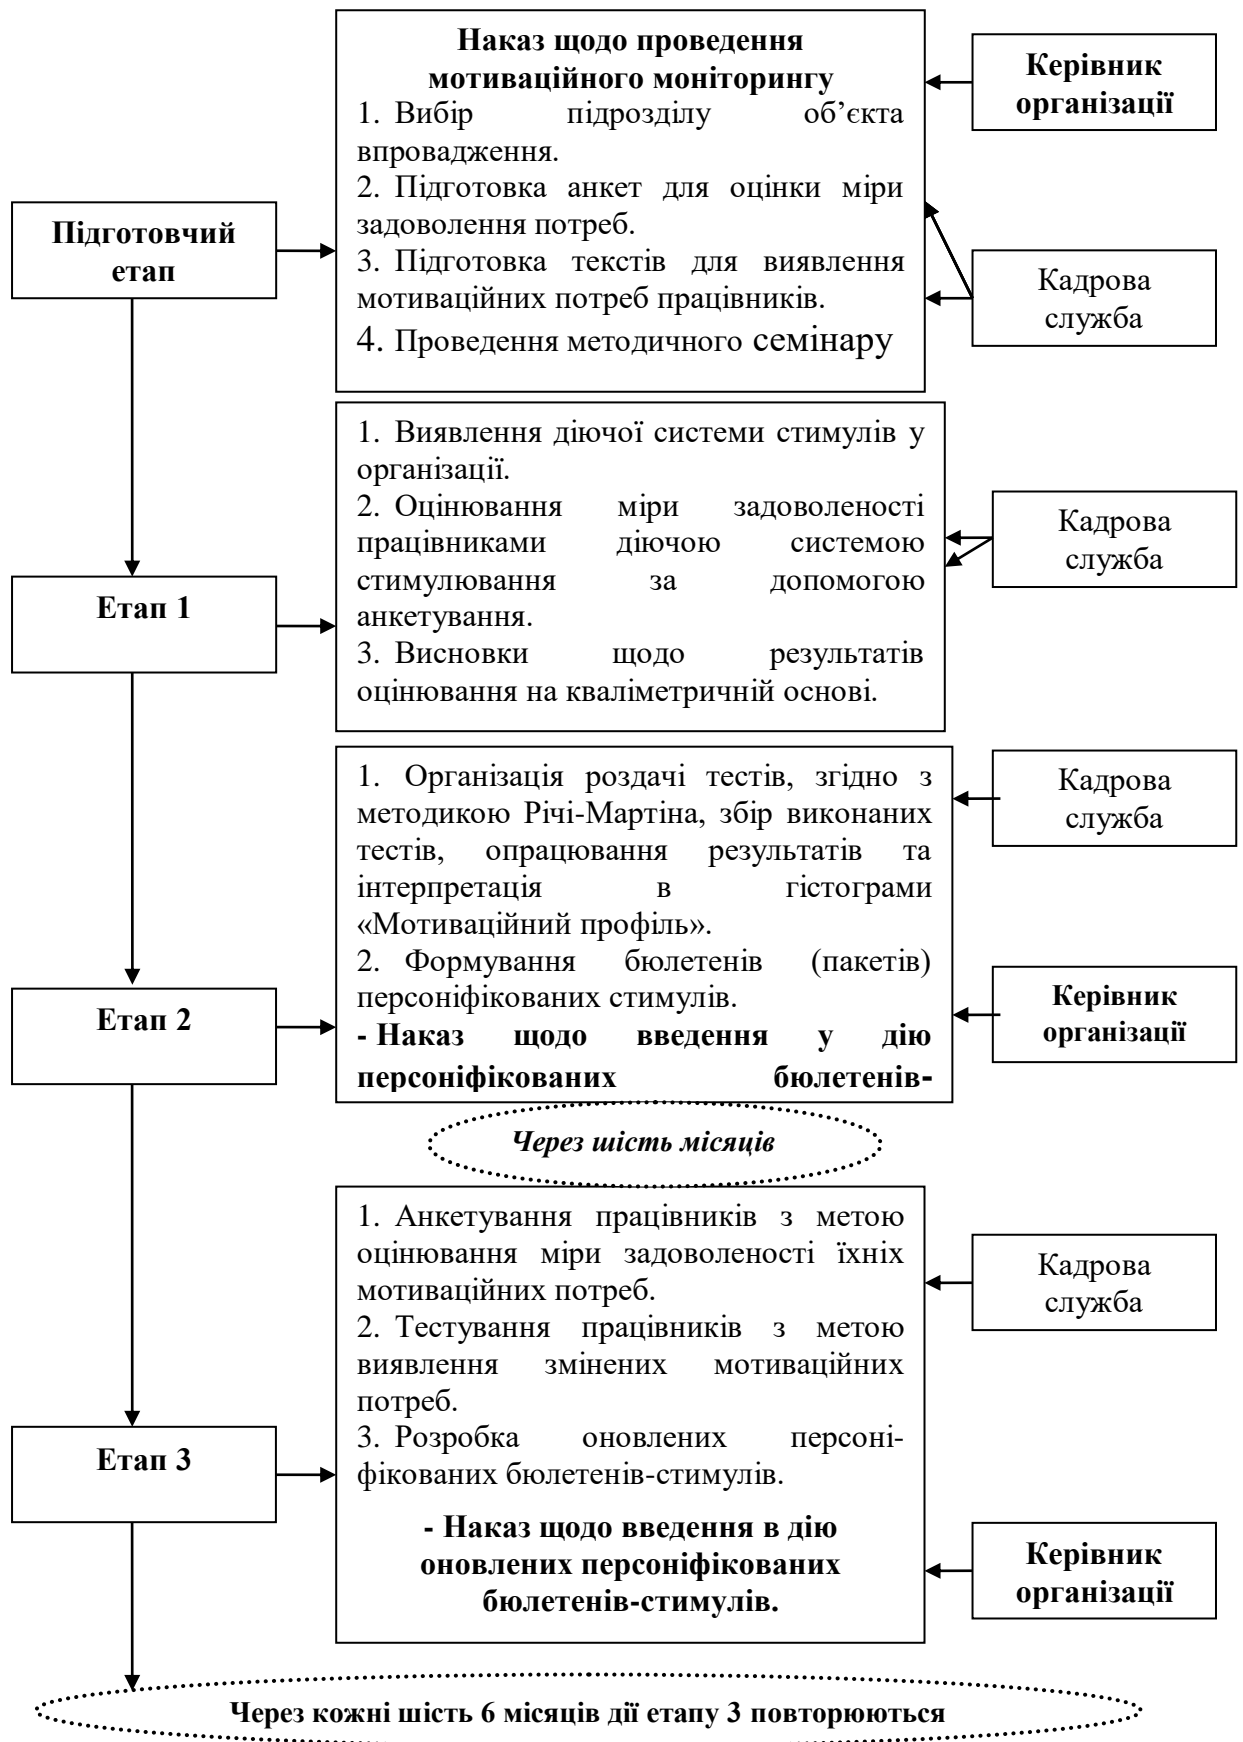 Наказ щодо проведення
мотиваційного моніторингу
1. Вибір підрозділу об’єкта
впровадження.
2. Підготовка анкет для оцінки міри
задоволення потреб.
3. Підготовка текстів для виявлення
мотиваційних потреб працівників.
4. Проведення методичного семінару
Керівник
організації
Підготовчий
етап
Кадрова
служба
1. Виявлення діючої системи стимулів у
організації.
2. Оцінювання міри задоволеності
працівниками діючою системою
стимулювання за допомогою
анкетування.
3. Висновки щодо результатів
оцінювання на кваліметричній основі.
Кадрова
служба
Етап 1
1. Організація роздачі тестів, згідно з
методикою Річі-Мартіна, збір виконаних
тестів, опрацювання результатів та
інтерпретація в гістограми
«Мотиваційний профіль».
2. Формування бюлетенів (пакетів)
персоніфікованих стимулів.
- Наказ щодо введення у дію
персоніфікованих бюлетенів-
Кадрова
служба
Етап 2
Керівник
організації
Через шість місяців
1. Анкетування працівників з метою
оцінювання міри задоволеності їхніх
мотиваційних потреб.
2. Тестування працівників з метою
виявлення змінених мотиваційних
потреб.
3. Розробка оновлених персоні-
фікованих бюлетенів-стимулів.
- Наказ щодо введення в дію
оновлених персоніфікованих
бюлетенів-стимулів.
Кадрова
служба
Етап 3
Керівник
організації
Через кожні шість 6 місяців дії етапу 3 повторюються